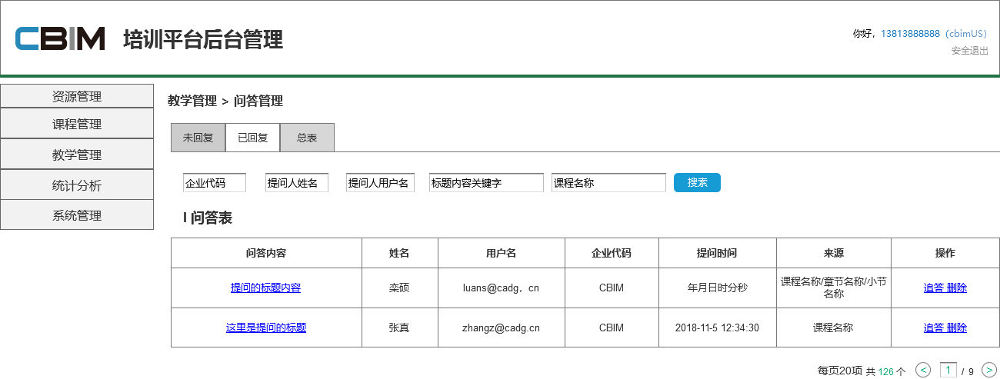 CBIM 培训平台后台管理
你好，13813888888（cbimUS）
安全退出
资源管理
课程管理
教学管理
统计分析
系统管理
教学管理 > 问答管理
未回复 已回复 总表
企业代码 提问人姓名 提问人用户名 标题内容关键字 课程名称 搜索
I 问答表
问答内容 姓名 用户名 企业代码 提问时间 来源 操作
提问的标题内容 栾硕 luans@cadg，cn CBIM 年月日时分秒 课程名称/章节名称/小节
名称 追答 删除
这里是提问的标题 张真 zhangz@cadg.cn CBIM 2018-11-5 12:34:30 课程名称 追答 删除
每页20项 共 126 个 < 1 / 9 >